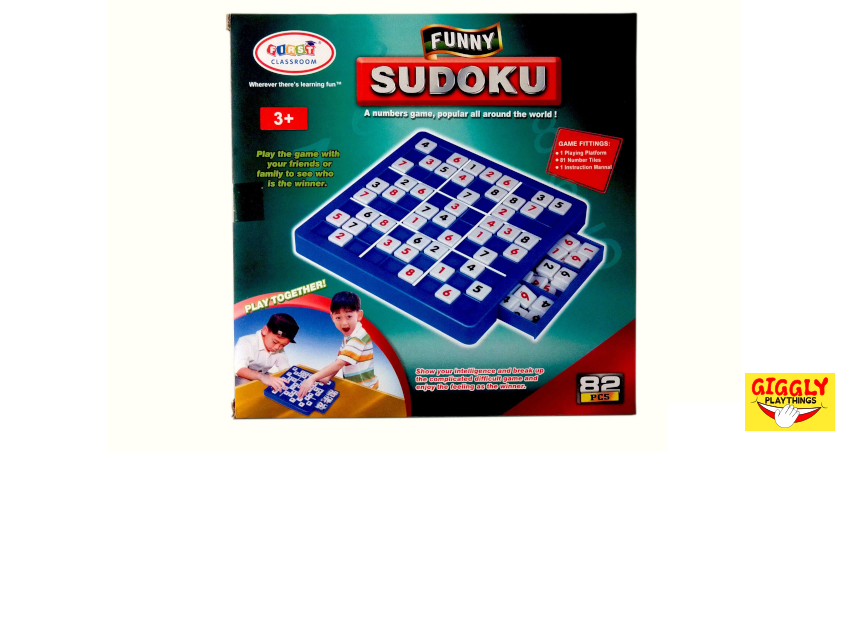 FUNNY
FIRST
CLASSROOM
SUDOKU
Wherever there's learning fun™
A numbers game, popular all around the world !
3+
GAME FITTINGS:
1 Playing Platform
81 Number Tiles
1 Instruction Mennal
Play the game with
your friends or
family to see who
is the winner.
PLAY TOGETHER!
Show your intelligence and break up
the complicated difficult game and
enjoy the feeling as the winner.
82
PCS
GIGGLY
PLAYTHINGS